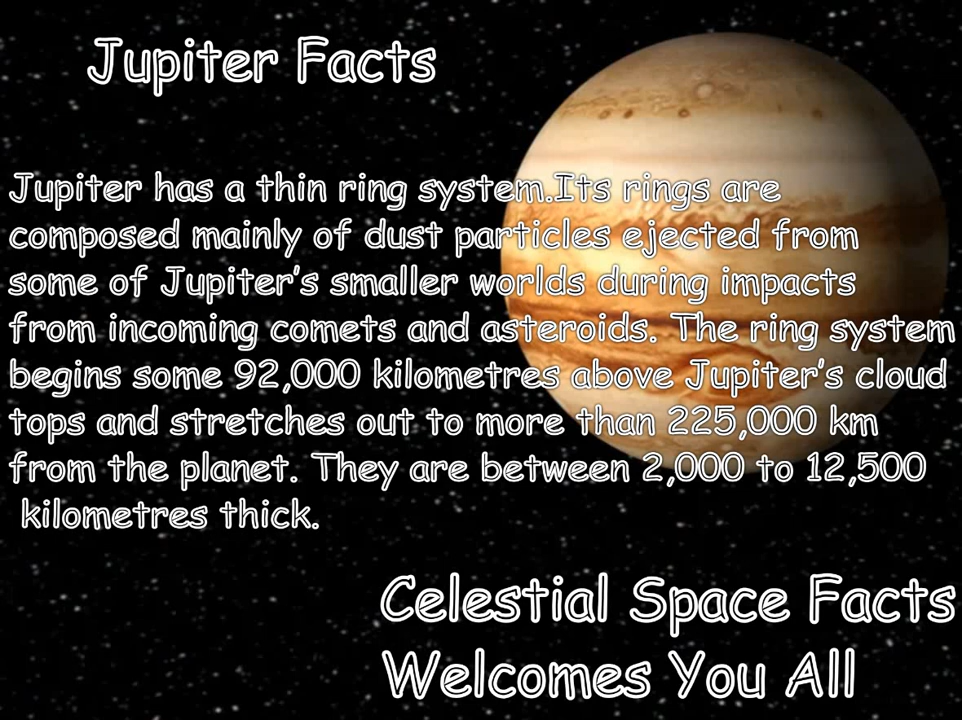 Jupiter Facts
Jupiter has a thin ring system.Its rings are
composed mainly of dust particles ejected from
some of Jupiter's smaller worlds during impacts
from incoming comets and asteroids. The ring system
begins some 92,000 kilometres above Jupiter's cloud
tops and stretches out to more than 225,000 km
from the planet. They are between 2,000 to 12,500
kilometres thick.
Celestial Space Facts
Welcomes You All